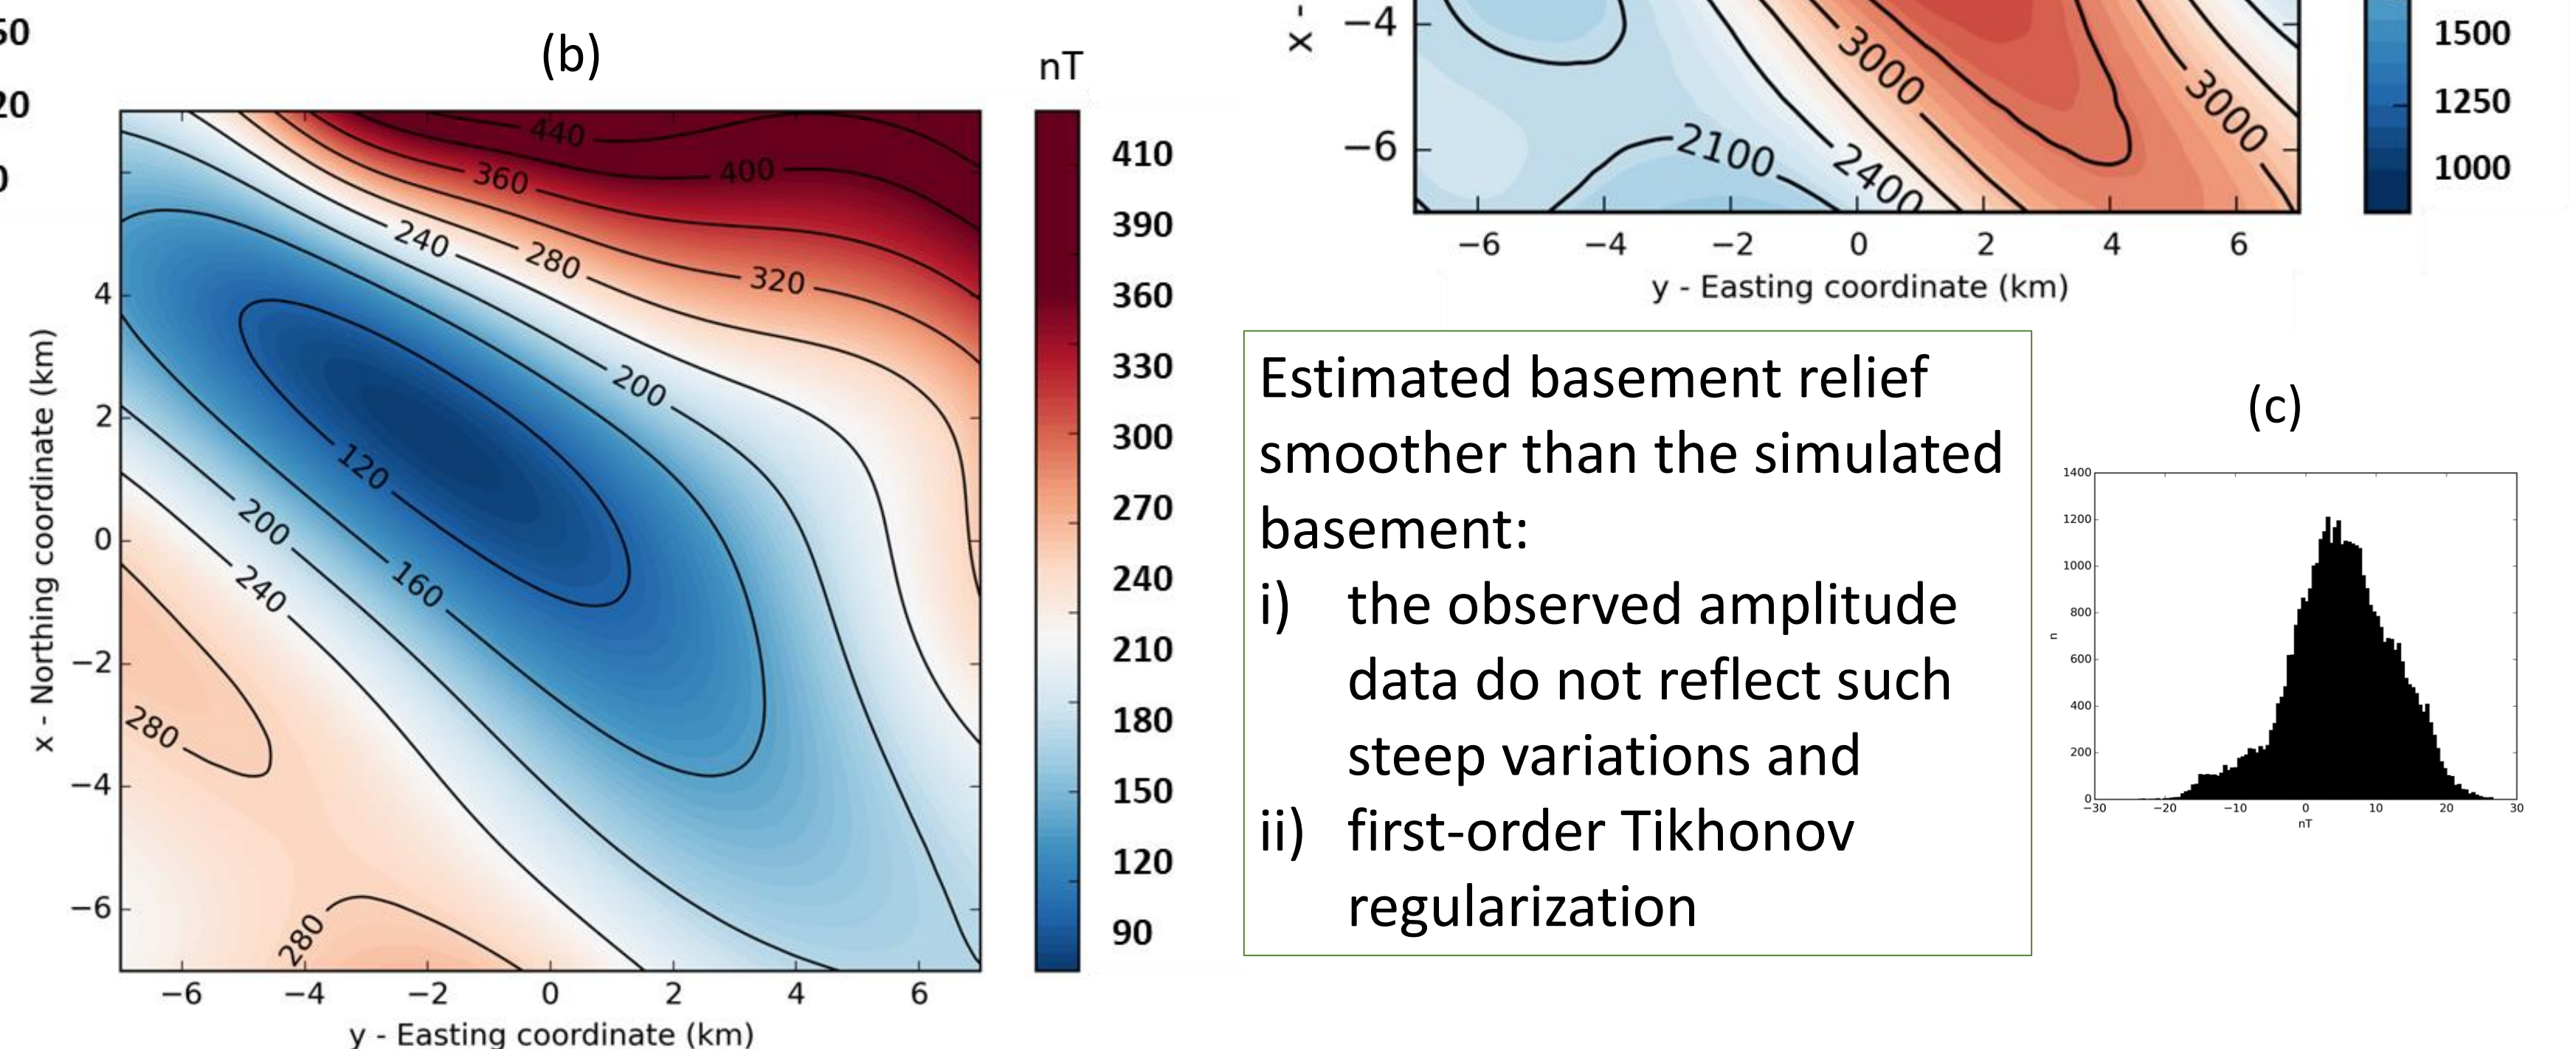 50
20
0
(b)
nT
440
400
360
240
280
320
200
120
200
160
240
280
280
4
2
0
−2
−4
−6
−6 −4 −2 0 2 4 6
x - Northing coordinate (km)
y - Easting coordinate (km)
410
390
360
330
300
270
240
210
180
150
120
90
x -
−4
−6
3000
3000
2100
2400
−6 −4 −2 0 2 4 6
y - Easting coordinate (km)
1500
1250
1000
Estimated basement relief
smoother than the simulated
basement:
i) the observed amplitude
data do not reflect such
steep variations and
ii) first-order Tikhonov
regularization
(c)
1400
1200
1000
800
600
400
200
0
n
−30 −20 −10 0 10 20 30
nT